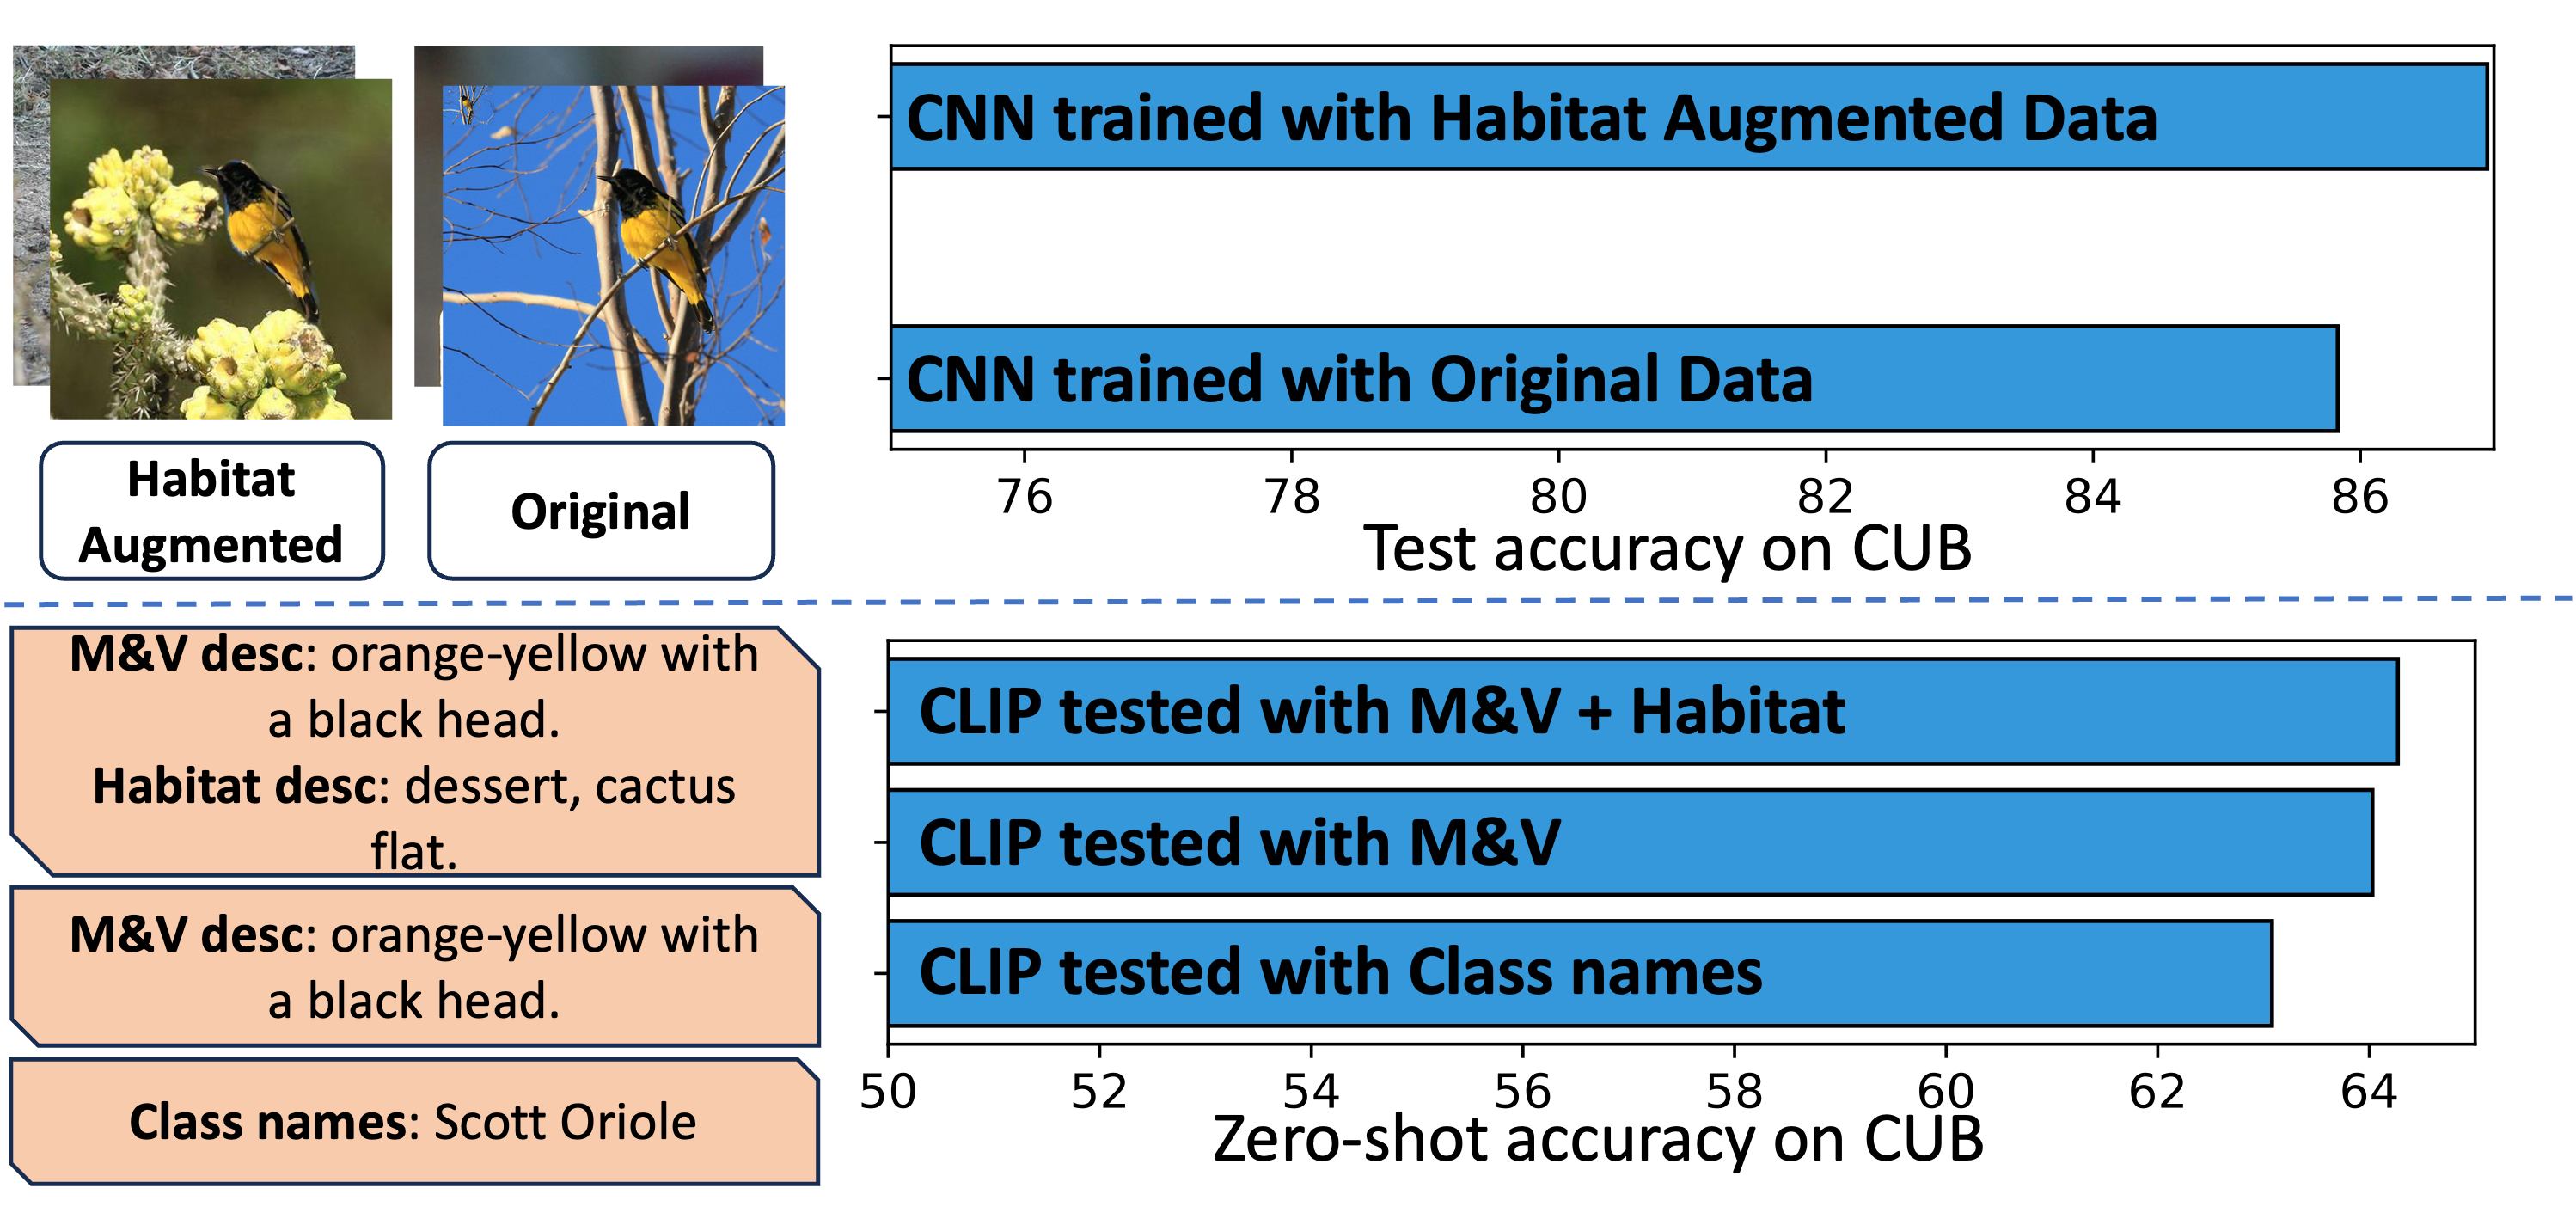 CNN trained with Habitat Augmented Data
CNN trained with Original Data
Habitat
Augmented
Original
76 78 80 82 84 86
Test accuracy on CUB
M&V desc: orange-yellow with
a black head.
Habitat desc: dessert, cactus
flat.
M&V desc: orange-yellow with
a black head.
Class names: Scott Oriole
CLIP tested with M&V + Habitat
CLIP tested with M&V
CLIP tested with Class names
50 52 54 56 58 60 62 64
Zero-shot accuracy on CUB